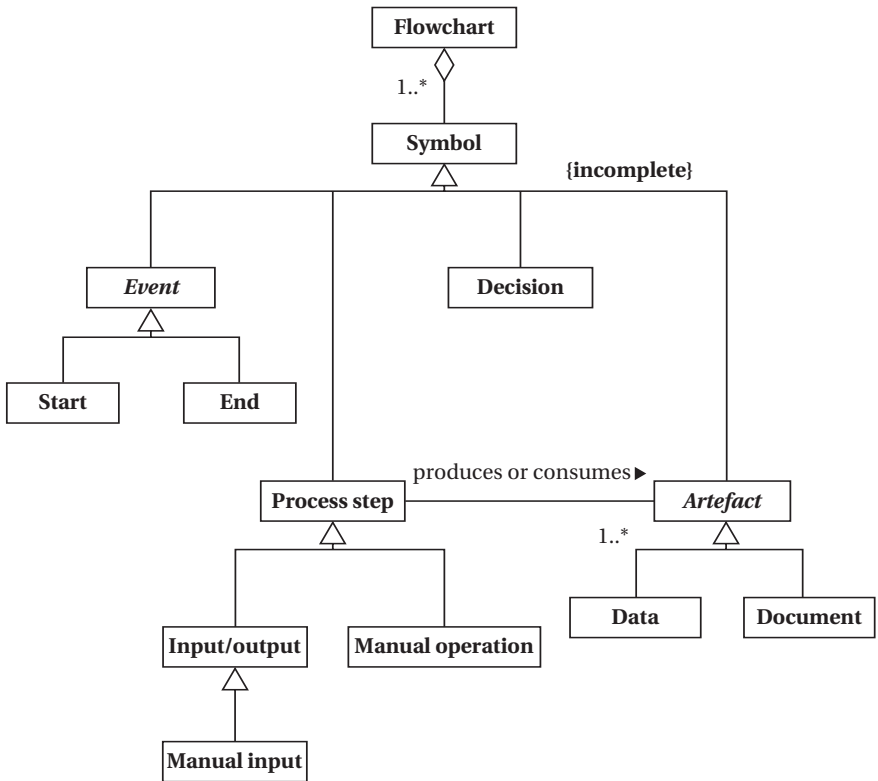 Flowchart
1..*
Symbol
{incomplete}
Event
Decision
Start
End
produces or consumes
Process step
Artefact
1..*
Data
Document
Input/output
Manual operation
Manual input